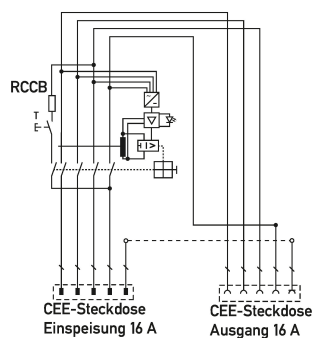 RCCB
T
I>
CEE-Steckdose
Einspeisung 16 A
CEE-Steckdose
Ausgang 16 A